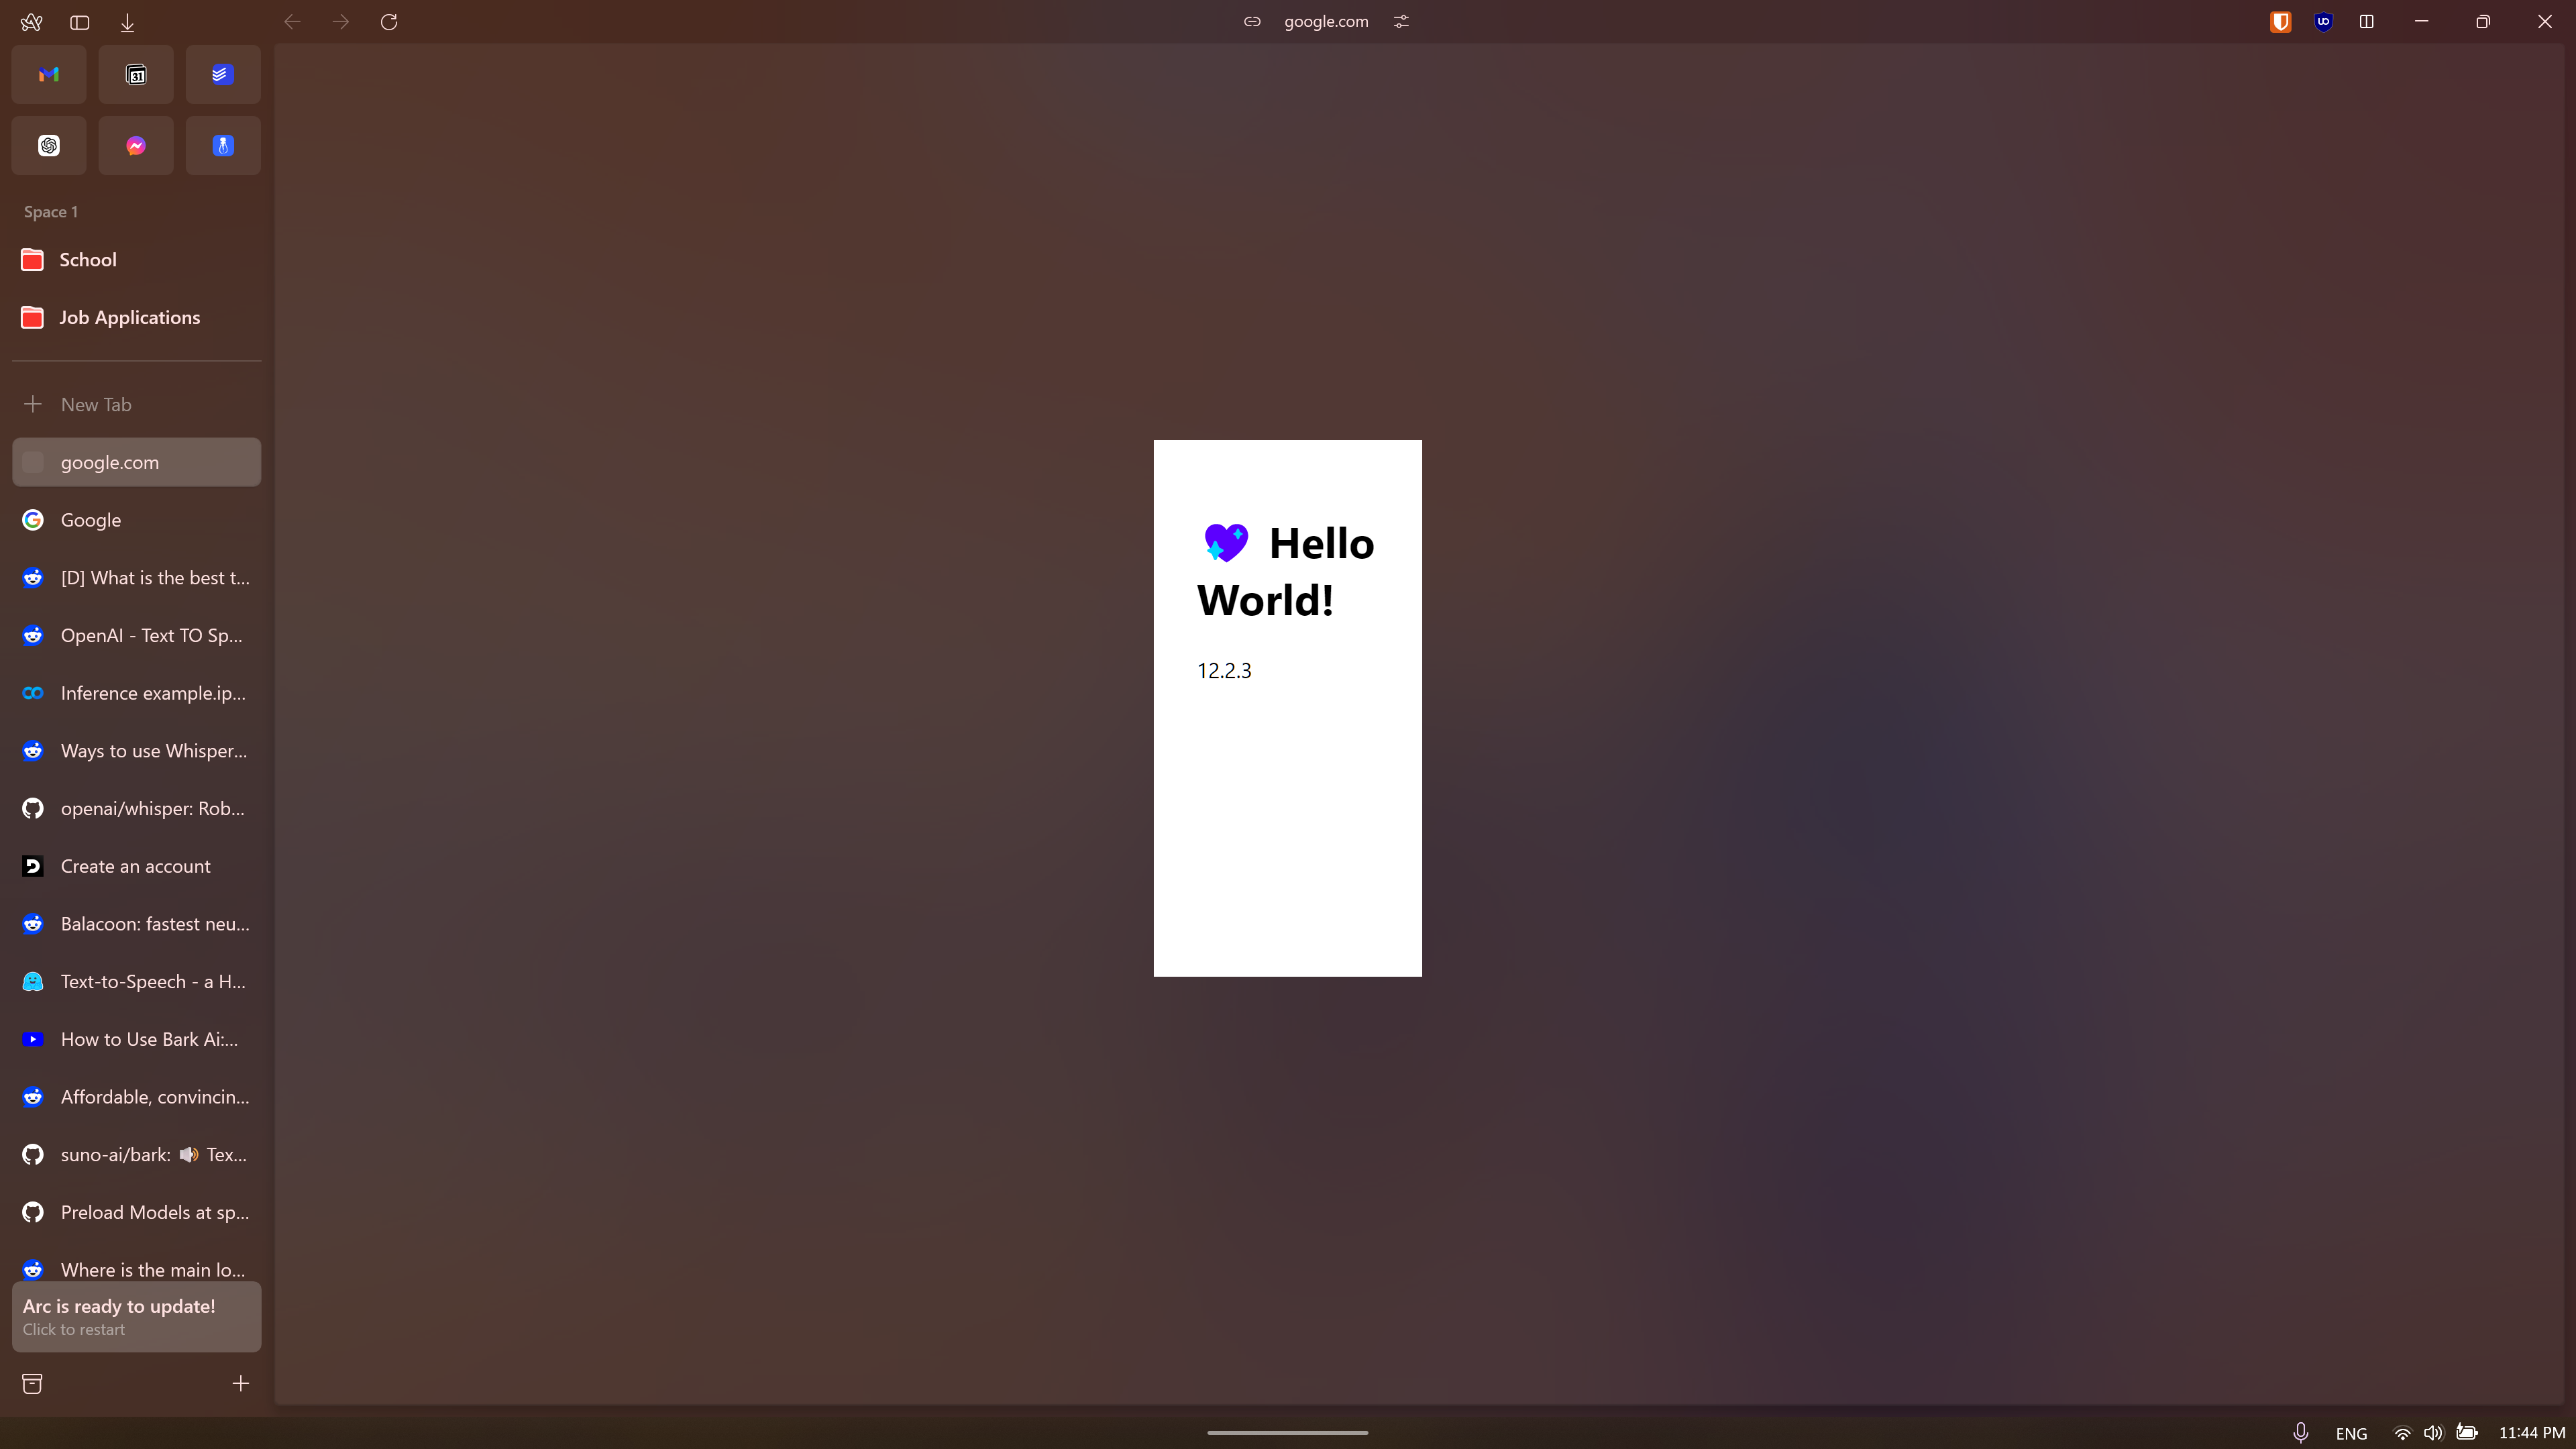 google.com
31
Space 1
School
Job Applications
New Tab
google.com
Google
[D] What is the best t...
OpenAI - Text TO Sp...
Inference example.ip...
Ways to use Whisper...
openai/whisper: Rob...
Create an account
Balacoon: fastest neu...
Text-to-Speech - a H...
How to Use Bark Ai:...
Affordable, convincin...
suno-ai/bark: 🔊 Tex...
Preload Models at sp...
Where is the main lo...
Arc is ready to update!
Click to restart
💖 Hello
World!
12.2.3
ENG
11:44 PM